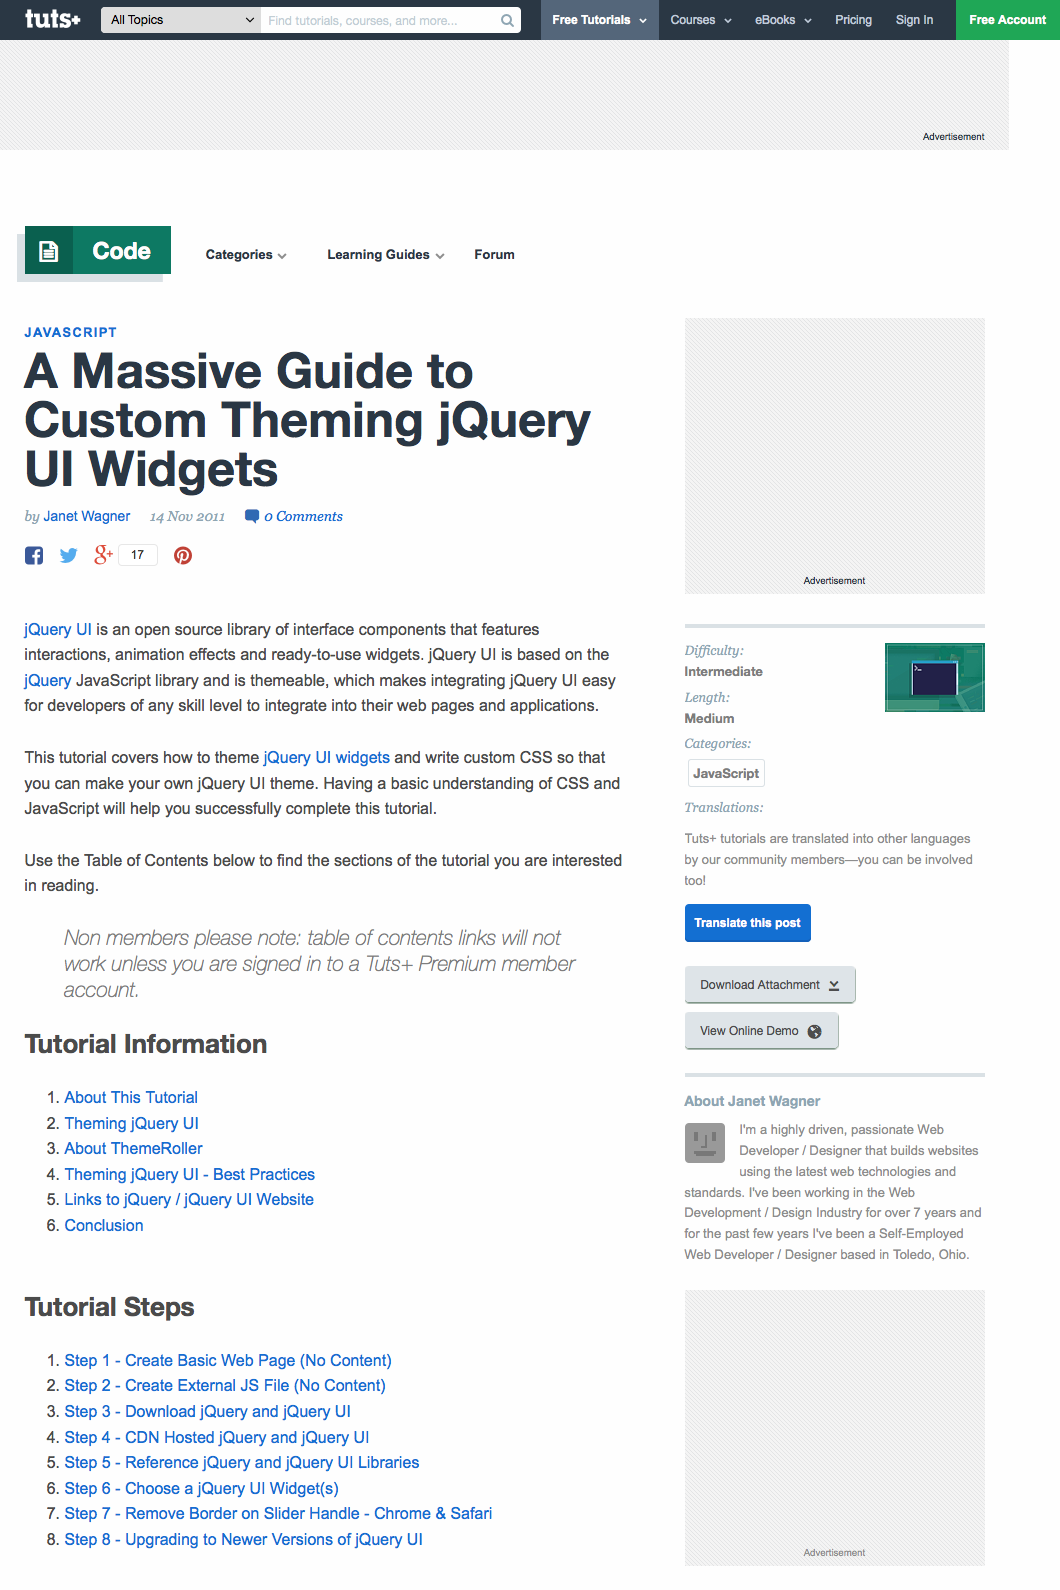 tuts+ All Topics Find tutorials, courses, and more... Free Tutorials Courses eBooks Pricing Sign In Free Account
Advertisement
Code Categories Learning Guides Forum
JAVASCRIPT
A Massive Guide to
Custom Theming jQuery
UI Widgets
by Janet Wagner 14 Nov 2011 0 Comments
g+ 17
jQuery UI is an open source library of interface components that features
interactions, animation effects and ready-to-use widgets. jQuery UI is based on the
jQuery JavaScript library and is themeable, which makes integrating jQuery UI easy
for developers of any skill level to integrate into their web pages and applications.
This tutorial covers how to theme jQuery UI widgets and write custom CSS so that
you can make your own jQuery UI theme. Having a basic understanding of CSS and
JavaScript will help you successfully complete this tutorial.
Use the Table of Contents below to find the sections of the tutorial you are interested
in reading.
Non members please note: table of contents links will not
work unless you are signed in to a Tuts+ Premium member
account.
Tutorial Information
1. About This Tutorial
2. Theming jQuery UI
3. About ThemeRoller
4. Theming jQuery UI - Best Practices
5. Links to jQuery / jQuery UI Website
6. Conclusion
Tutorial Steps
1. Step 1 - Create Basic Web Page (No Content)
2. Step 2 - Create External JS File (No Content)
3. Step 3 - Download jQuery and jQuery UI
4. Step 4 - CDN Hosted jQuery and jQuery UI
5. Step 5 - Reference jQuery and jQuery UI Libraries
6. Step 6 - Choose a jQuery UI Widget(s)
7. Step 7 - Remove Border on Slider Handle - Chrome & Safari
8. Step 8 - Upgrading to Newer Versions of jQuery UI
Advertisement
Difficulty:
Intermediate
Length:
Medium
Categories:
JavaScript
Translations:
Tuts+ tutorials are translated into other languages
by our community members—you can be involved
too!
Translate this post
Download Attachment
View Online Demo
About Janet Wagner
I'm a highly driven, passionate Web
Developer / Designer that builds websites
using the latest web technologies and
standards. I've been working in the Web
Development / Design Industry for over 7 years and
for the past few years I've been a Self-Employed
Web Developer / Designer based in Toledo, Ohio.
Advertisement